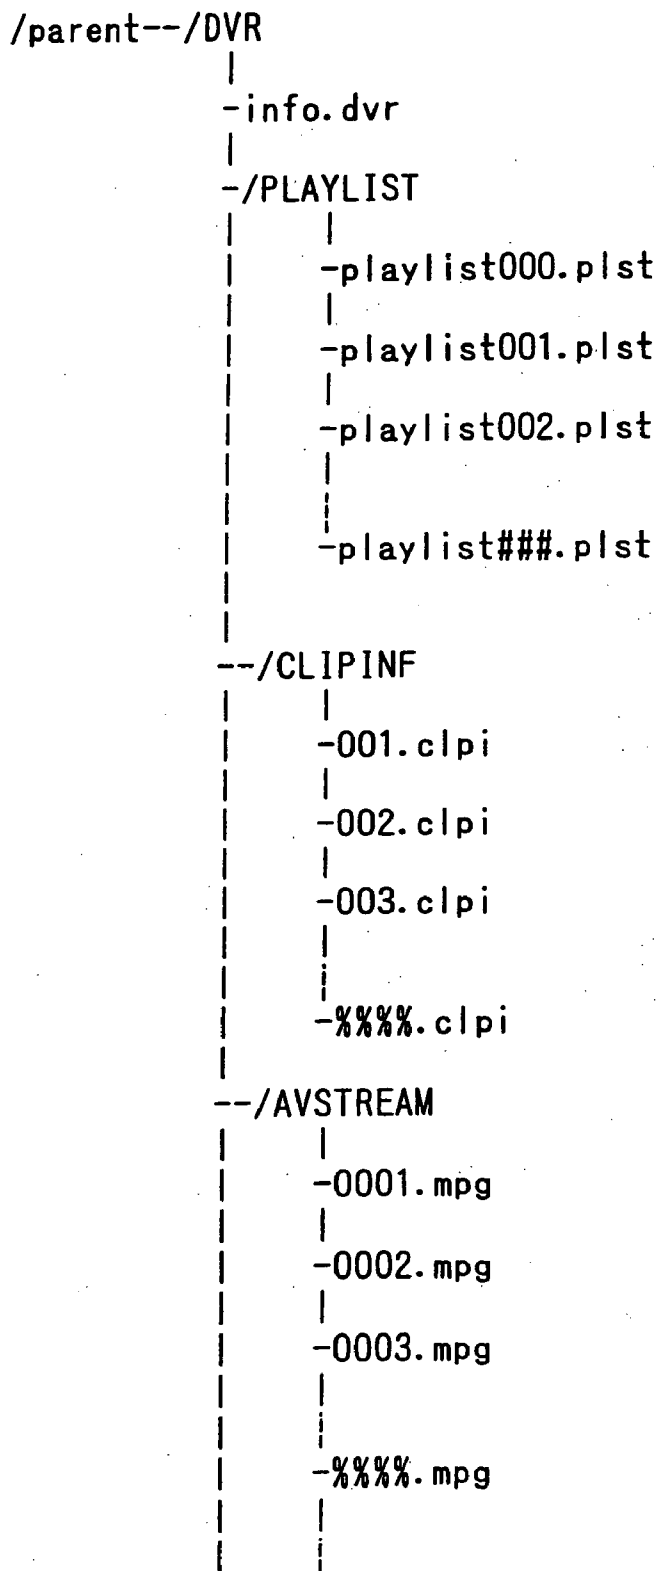 /parent--/DVR
-info.dvr
-/PLAYLIST
-playlist000.plst
-playlist001.plst
-playlist002.plst
-playlist###.plst
--/CLIPINF
-001.clpi
-002.clpi
-003.clpi
-%%%%.clpi
--/AVSTREAM
-0001.mpg
-0002.mpg
-0003.mpg
-%%%%.mpg